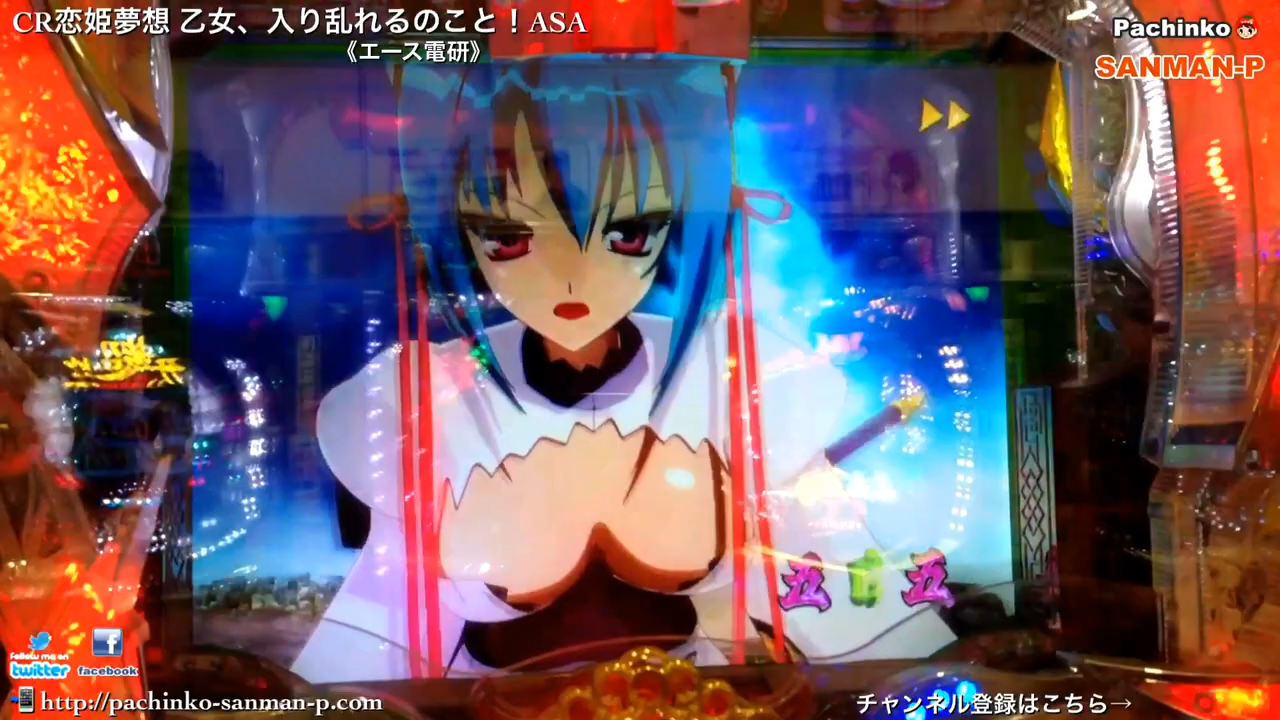 CR恋姫夢想 乙女、入り乱れるのこと！ASA
《エース電研》
Pachinko
SANMAN-P
五 甘 五
follow me on
twitter
facebook
http://pachinko-sanman-p.com
チャンネル登録はこちら→